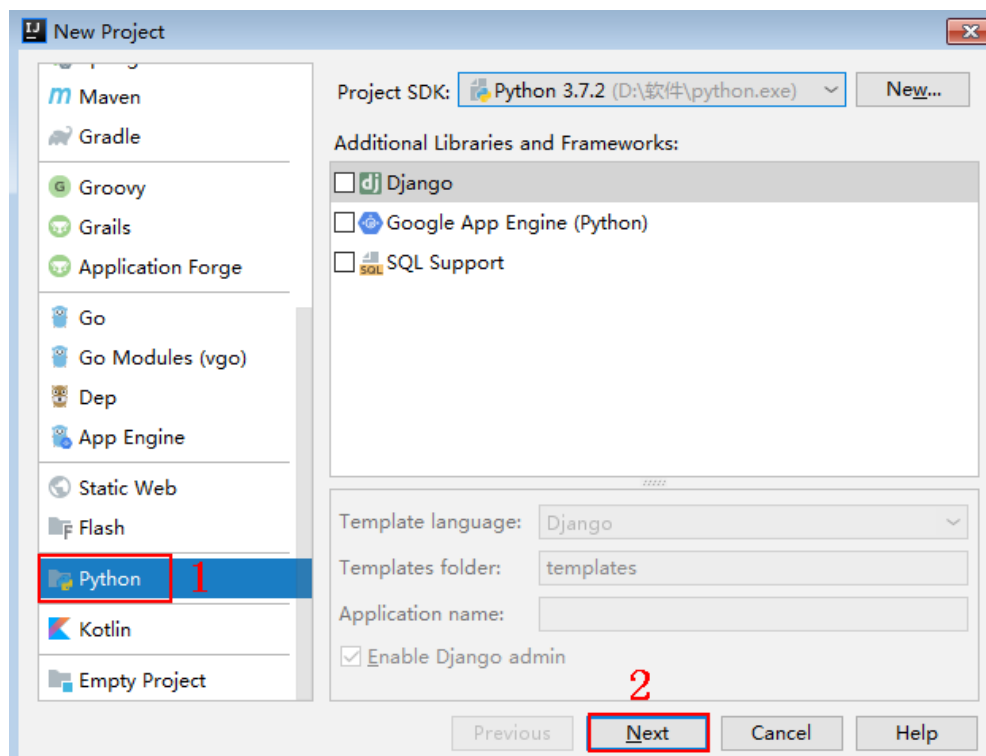 New Project
Maven
Gradle
Groovy
Grails
Application Forge
Go
Go Modules (vgo)
Dep
App Engine
Static Web
Flash
Python
1
Kotlin
Empty Project
Project SDK: Python 3.7.2 (D:\软件\python.exe) New...
Additional Libraries and Frameworks:
Django
Google App Engine (Python)
SQL Support
Template language: Django
Templates folder: templates
Application name:
Enable Django admin
2
Previous Next Cancel Help